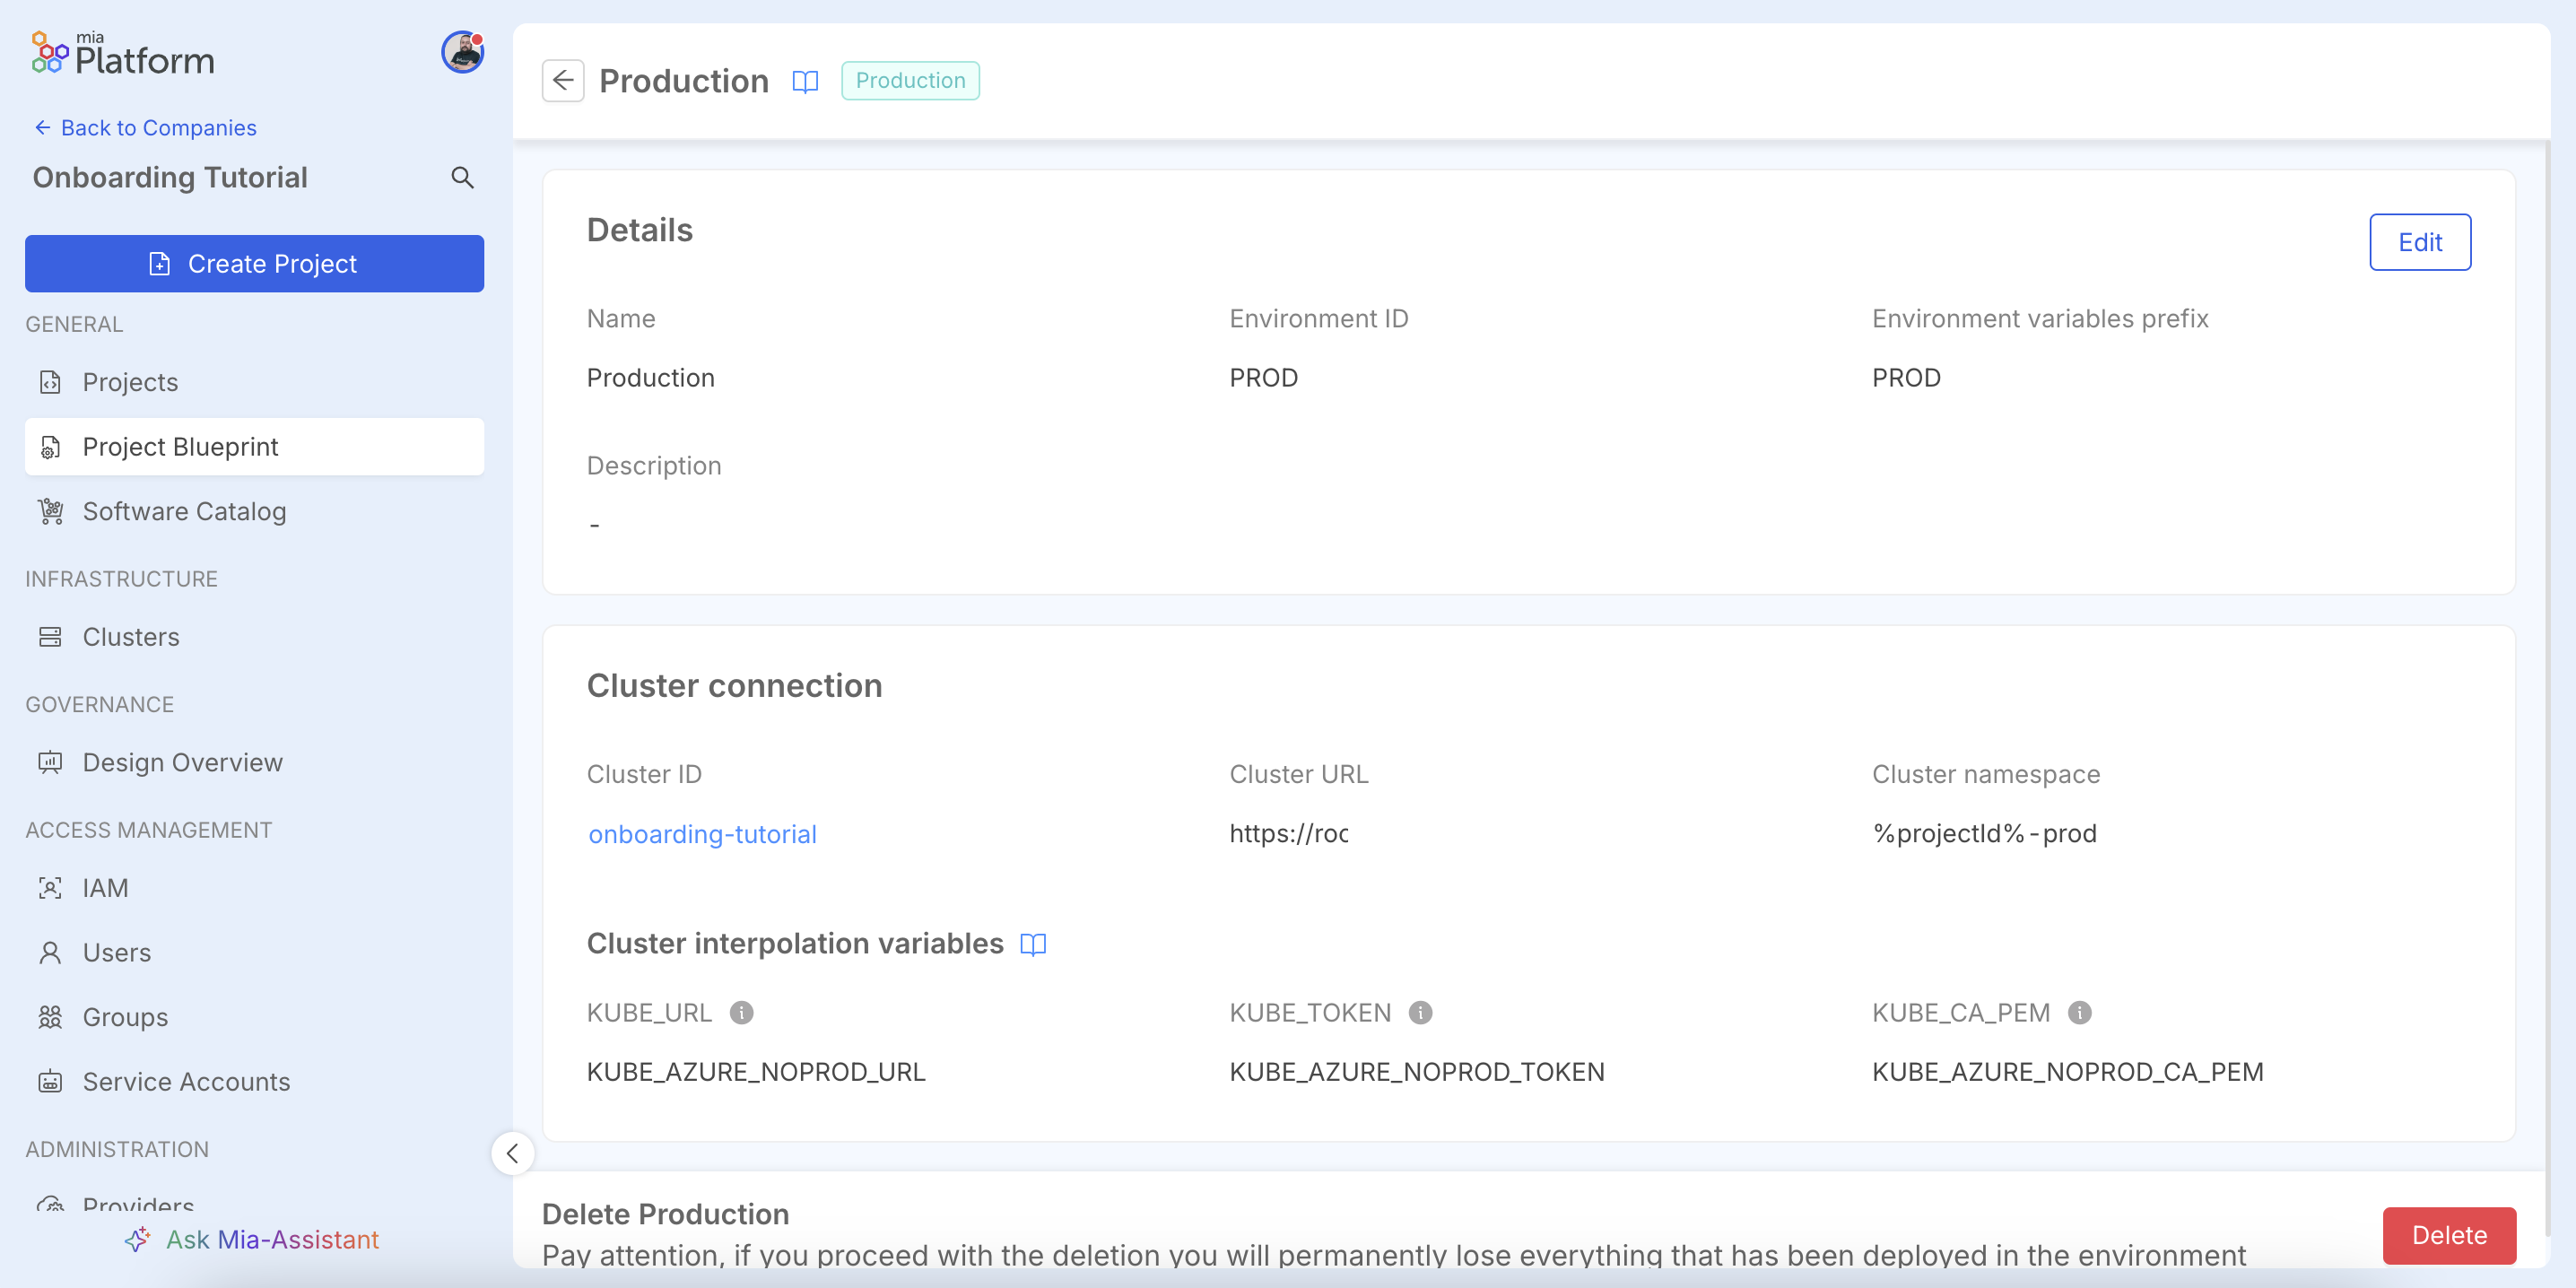 mia
Platform
Back to Companies
Onboarding Tutorial
Create Project
GENERAL
Projects
Project Blueprint
Software Catalog
INFRASTRUCTURE
Clusters
GOVERNANCE
Design Overview
ACCESS MANAGEMENT
IAM
Users
Groups
Service Accounts
ADMINISTRATION
Providers
Ask Mia-Assistant
Production
Production
Details
Edit
Name
Environment ID
Environment variables prefix
Production
PROD
PROD
Description
-
Cluster connection
Cluster ID
Cluster URL
Cluster namespace
onboarding-tutorial
https://roc
%projectId%-prod
Cluster interpolation variables
KUBE_URL
KUBE_TOKEN
KUBE_CA_PEM
KUBE_AZURE_NOPROD_URL
KUBE_AZURE_NOPROD_TOKEN
KUBE_AZURE_NOPROD_CA_PEM
Delete Production
Pay attention, if you proceed with the deletion you will permanently lose everything that has been deployed in the environment
Delete